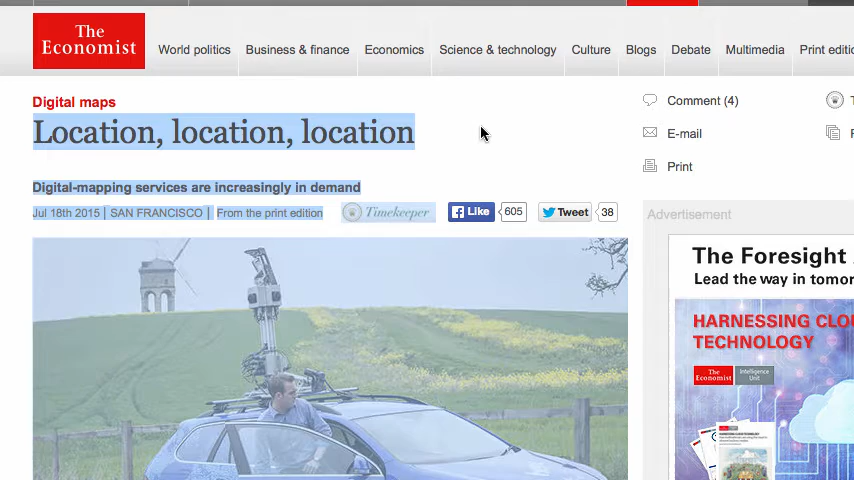 The
Economist
World politics
Business & finance
Economics
Science & technology
Culture
Blogs
Debate
Multimedia
Print
Digital maps
Location, location, location
Digital-mapping services are increasingly in demand
Jul 18th 2015 | SAN FRANCISCO | From the print edition
Timekeeper
Like 605
Tweet 38
Comment (4)
E-mail
Print
Advertisement
The Foresight
Lead the way in
HARNESSING
TECHNOLOGY
The
Economist
Intelligence
Unit